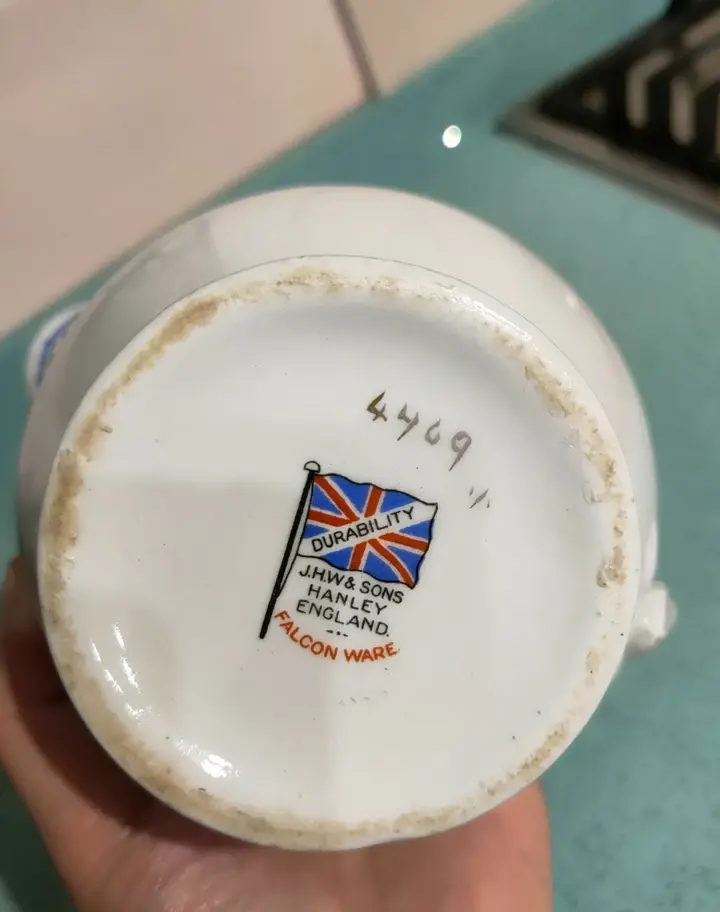 4469
DURABILITY
J.H.W & SONS
HANLEY
ENGLAND.
FALCON WARE